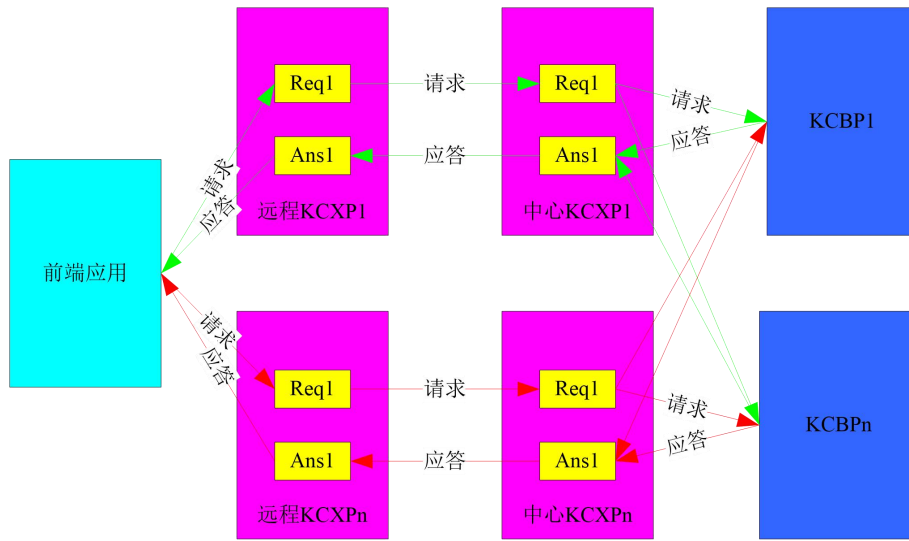 Req1
请求
Req1
请求
KCBP1
Ans1
应答
Ans1
应答
请求
应答
远程KCXP1
中心KCXP1
前端应用
请求
应答
Req1
请求
Req1
请求
KCBPn
Ans1
应答
Ans1
应答
远程KCXPn
中心KCXPn